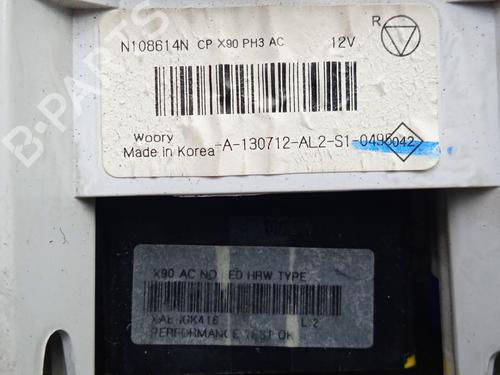 N108614N CP X90 PH3 AC 12V
R
Woory
Made in Korea -A-130712-AL2-S1-0495042
X90 AC NO LED HRW TYPE
L 2
PERFORMANCE TEST OK
B-PARTS